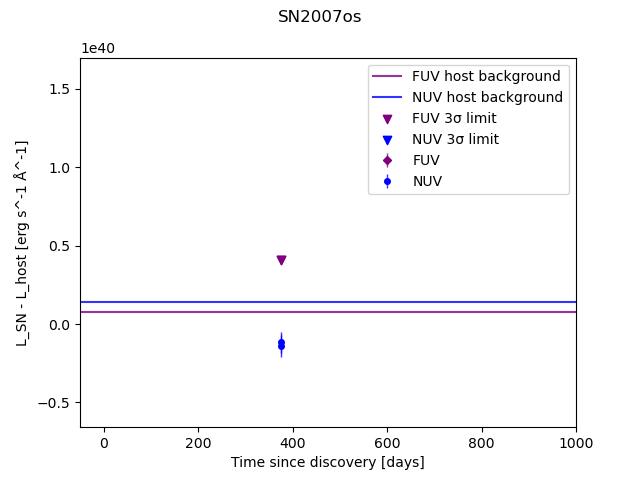 SN2007os
1e40
FUV host background
NUV host background
FUV 3σ limit
NUV 3σ limit
FUV
NUV
1.5
1.0
0.5
0.0
−0.5
L_SN - L_host [erg s^-1 Å^-1]
0 200 400 600 800 1000
Time since discovery [days]